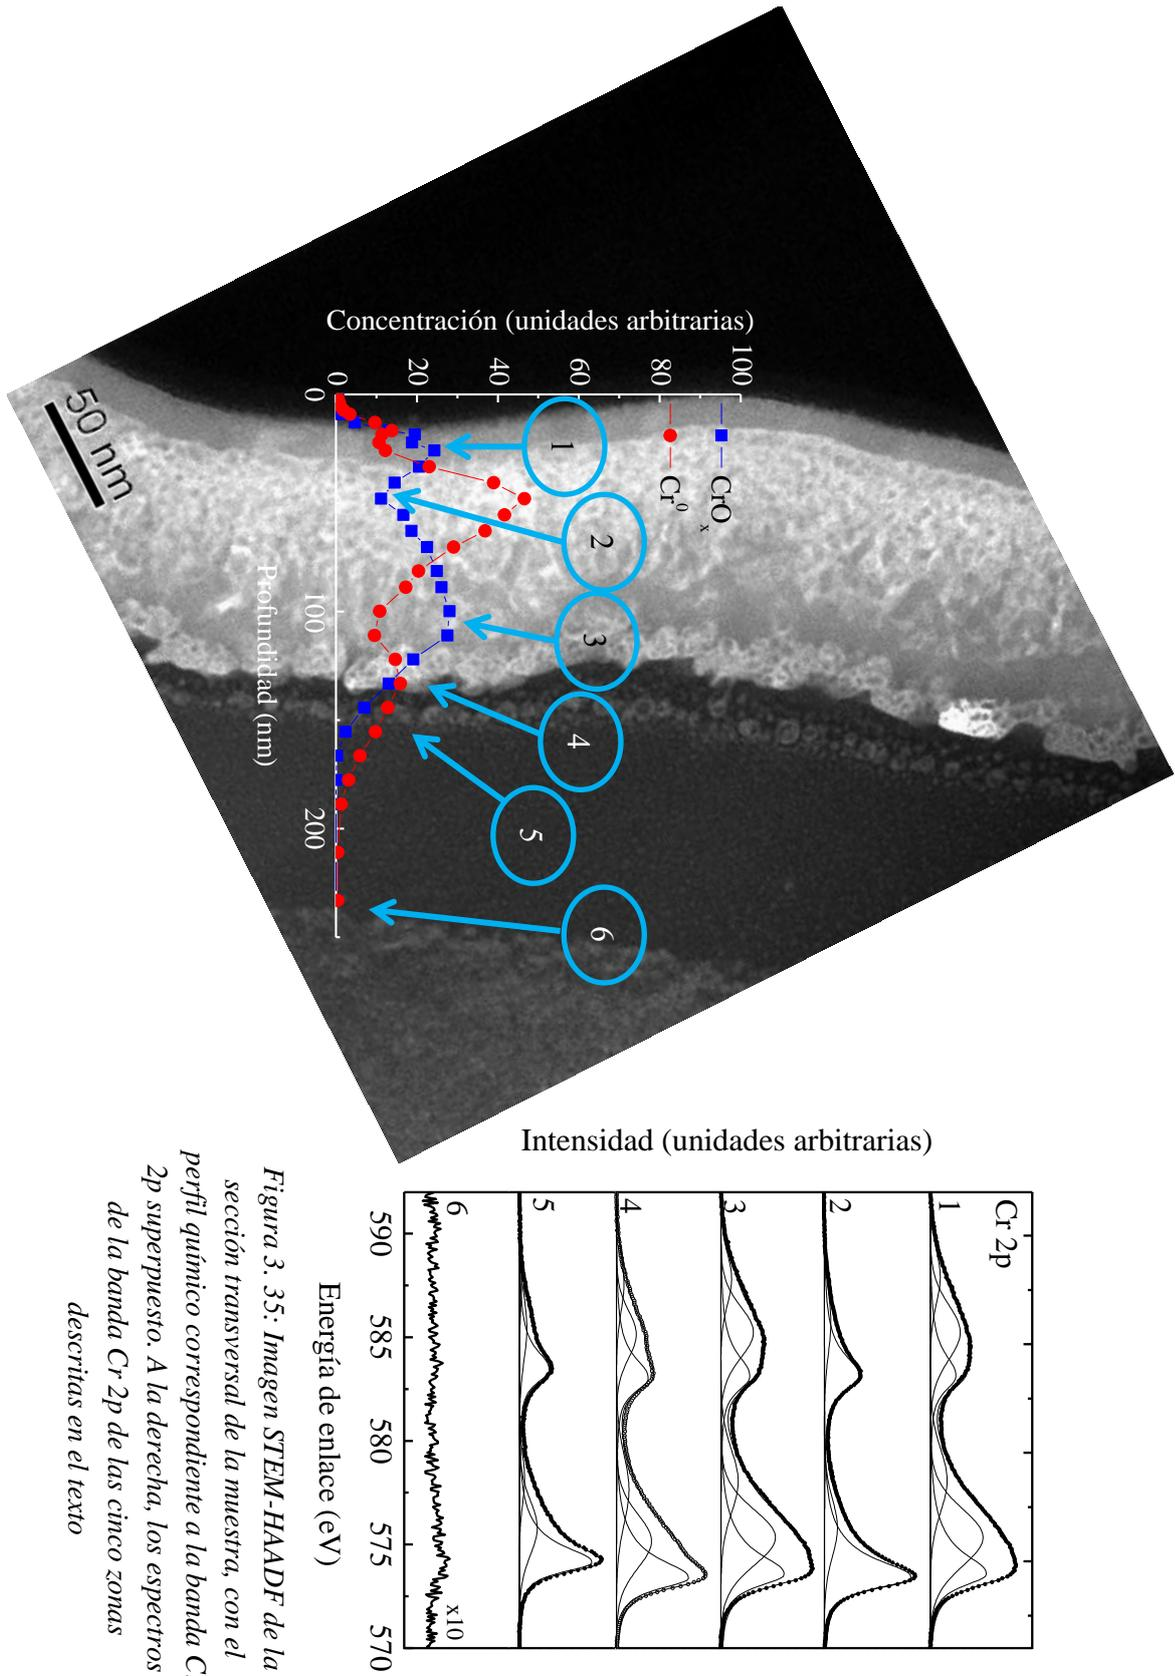 Concentración (unidades arbitrarias)
100
80
60
40
20
0
0
100
200
Profundidad (nm)
CrOx
Cr0
1
2
3
4
5
6
50 nm
Intensidad (unidades arbitrarias)
Cr 2p
1
2
3
4
5
6
x10
590
585
580
575
570
Energía de enlace (eV)
Figura 3. 35: Imagen STEM-HAADF de la
sección transversal de la muestra, con el
perfil químico correspondiente a la banda C
2p superpuesto. A la derecha, los espectros
de la banda Cr 2p de las cinco zonas
descritas en el texto